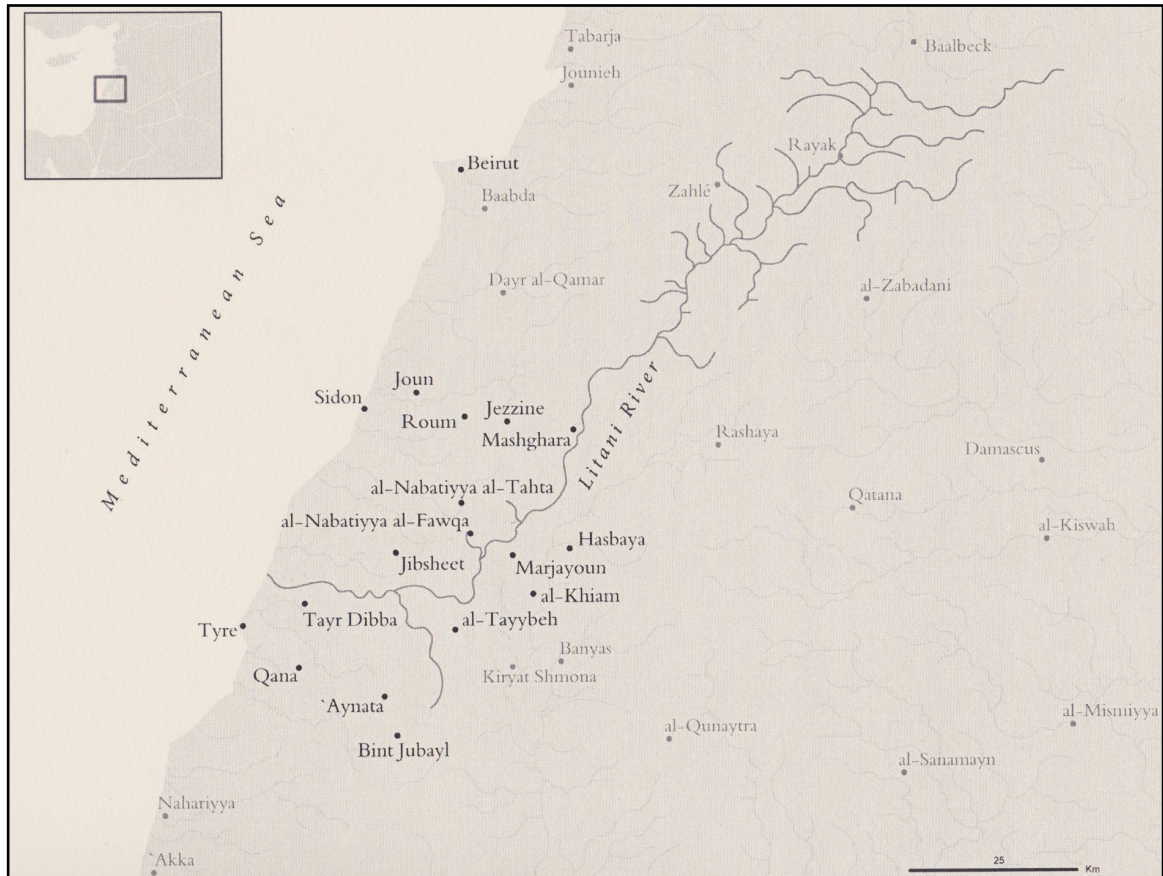 Tabarja
Baalbeck
Jounieh
Rayak
Beirut
Zahlé
Baabda
Mediterranean Sea
Dayr al-Qamar
al-Zabadani
Litani River
Joun
Sidon
Jezzine
Roum
Mashghara
Rashaya
Damascus
al-Nabatiyya al-Tahta
Qatana
al-Nabatiyya al-Fawqa
al-Kiswah
Hasbaya
Jibsheet
Marjayoun
al-Khiam
Tayr Dibba
al-Tayybeh
Tyre
Banyas
Qana
Kiryat Shmona
`Aynata
al-Mismiyya
al-Qunaytra
Bint Jubayl
al-Sanamayn
Nahariyya
`Akka
25
Km